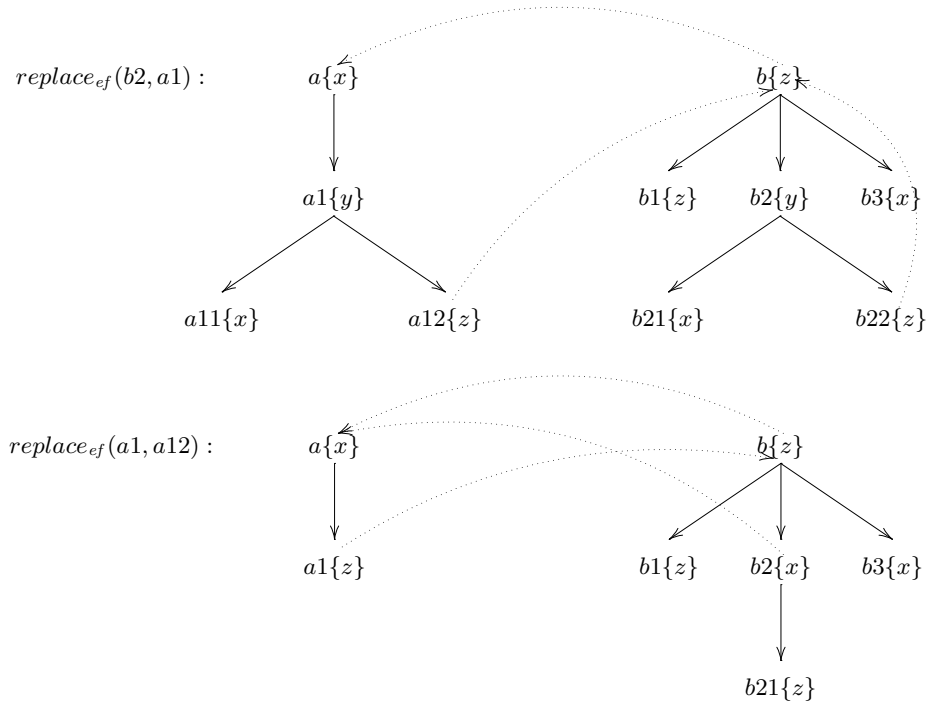 replace_ef(b2, a1) : a{x} b{z}
a1{y} b1{z} b2{y} b3{x}
a11{x} a12{z} b21{x} b22{z}
replace_ef(a1, a12) : a{x} b{z}
a1{z} b1{z} b2{x} b3{x}
b21{z}